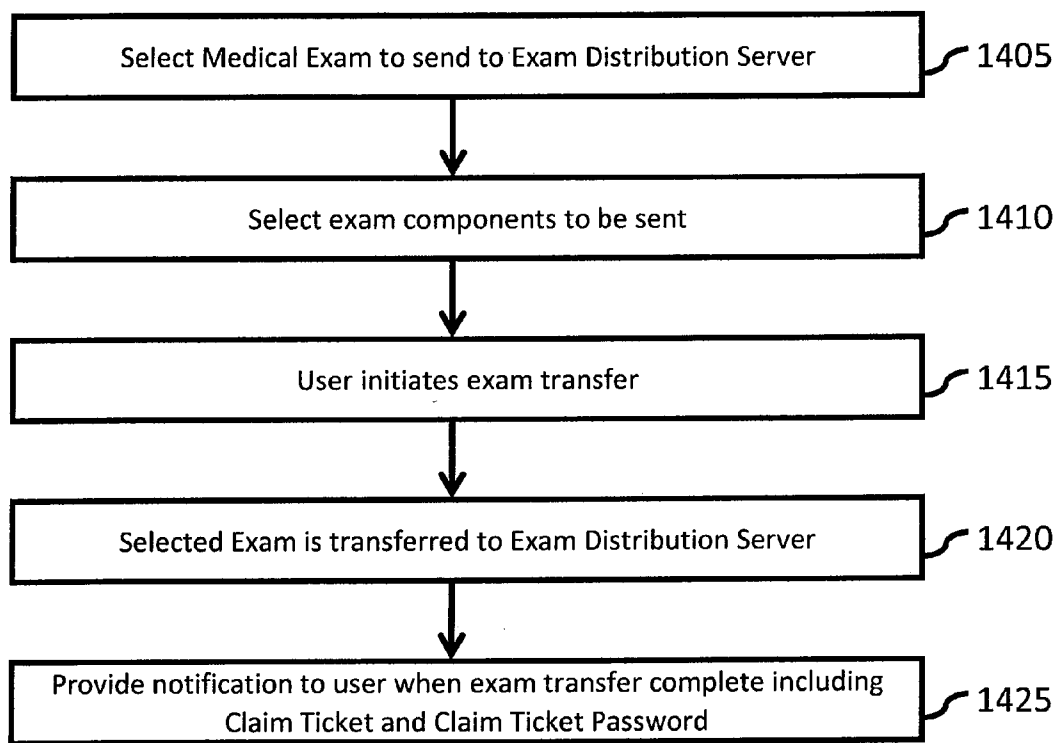 Select Medical Exam to send to Exam Distribution Server
1405
Select exam components to be sent
1410
User initiates exam transfer
1415
Selected Exam is transferred to Exam Distribution Server
1420
Provide notification to user when exam transfer complete including
Claim Ticket and Claim Ticket Password
1425